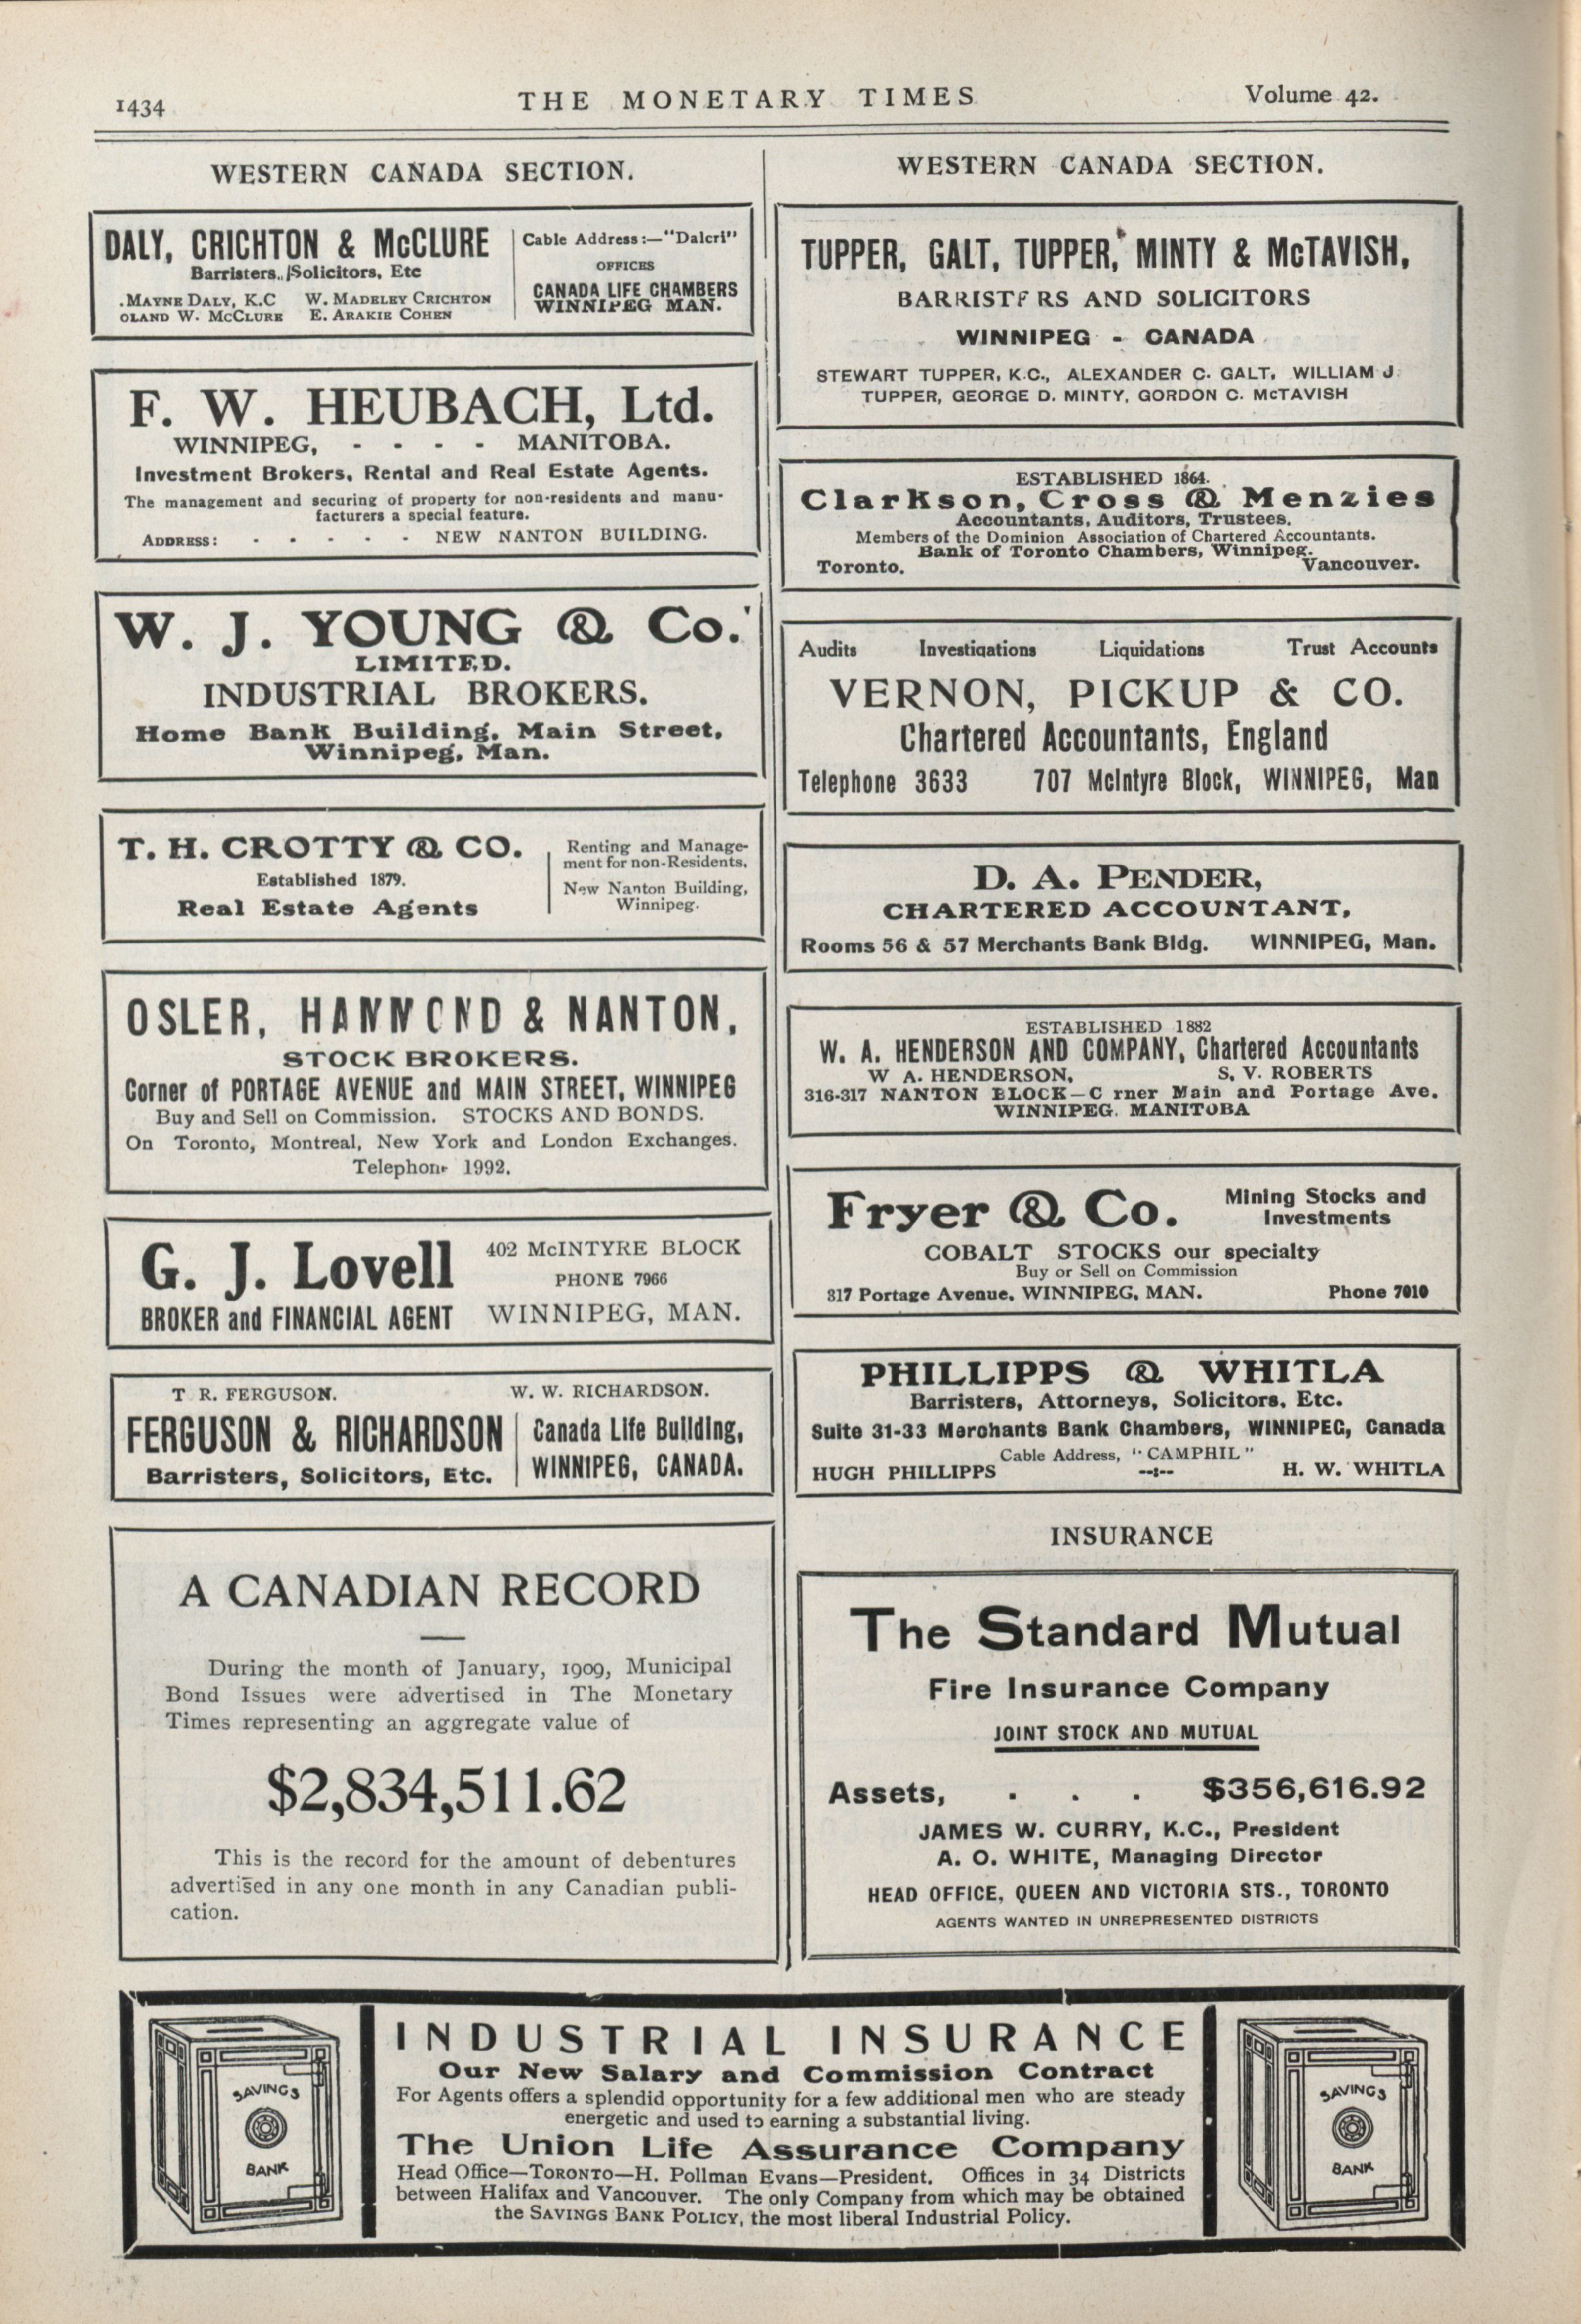 1434
THE MONETARY TIMES
Volume 42.
WESTERN CANADA SECTION.
DALY, CRICHTON & McCLURE
Barristers, Solicitors, Etc
. MAYNE DALY, K.C W. MADELEY CRICHTON
OLAND W. MCCLURE E. ARAKIE COHEN
Cable Address:—"Dalcri"
OFFICES
CANADA LIFE CHAMBERS
WINNIPEG MAN.
F. W. HEUBACH, Ltd.
WINNIPEG, - - - - MANITOBA.
Investment Brokers, Rental and Real Estate Agents.
The management and securing of property for non-residents and manu-
facturers a special feature.
ADDRESS: - - - - - NEW NANTON BUILDING.
W. J. YOUNG & Co.
LIMITED.
INDUSTRIAL BROKERS.
Home Bank Building, Main Street,
Winnipeg, Man.
T. H. CROTTY & CO.
Established 1879.
Real Estate Agents
Renting and Manage-
ment for non-Residents.
New Nanton Building,
Winnipeg.
OSLER, HAMMOND & NANTON,
STOCK BROKERS.
Corner of PORTAGE AVENUE and MAIN STREET, WINNIPEG
Buy and Sell on Commission. STOCKS AND BONDS.
On Toronto, Montreal, New York and London Exchanges.
Telephone 1992.
G. J. Lovell
BROKER and FINANCIAL AGENT
402 McINTYRE BLOCK
PHONE 7966
WINNIPEG, MAN.
T R. FERGUSON. W. W. RICHARDSON.
FERGUSON & RICHARDSON
Barristers, Solicitors, Etc.
Canada Life Building,
WINNIPEG, CANADA.
A CANADIAN RECORD
During the month of January, 1909, Municipal
Bond Issues were advertised in The Monetary
Times representing an aggregate value of
$2,834,511.62
This is the record for the amount of debentures
advertised in any one month in any Canadian publi-
cation.
WESTERN CANADA SECTION.
TUPPER, GALT, TUPPER, MINTY & McTAVISH,
BARRISTERS AND SOLICITORS
WINNIPEG - CANADA
STEWART TUPPER, K.C., ALEXANDER C. GALT, WILLIAM J.
TUPPER, GEORGE D. MINTY, GORDON C. McTAVISH
ESTABLISHED 1864.
Clarkson, Cross & Menzies
Accountants, Auditors, Trustees.
Members of the Dominion Association of Chartered Accountants.
Bank of Toronto Chambers, Winnipeg.
Toronto. Vancouver.
Audits Investigations Liquidations Trust Accounts
VERNON, PICKUP & CO.
Chartered Accountants, England
Telephone 3633 707 McIntyre Block, WINNIPEG, Man
D. A. PENDER,
CHARTERED ACCOUNTANT,
Rooms 56 & 57 Merchants Bank Bldg. WINNIPEG, Man.
ESTABLISHED 1882
W. A. HENDERSON AND COMPANY, Chartered Accountants
W A. HENDERSON, S. V. ROBERTS
316-317 NANTON BLOCK—C rner Main and Portage Ave.
WINNIPEG. MANITOBA
Fryer & Co.
Mining Stocks and
Investments
COBALT STOCKS our specialty
Buy or Sell on Commission
317 Portage Avenue, WINNIPEG, MAN. Phone 7010
PHILLIPPS & WHITLA
Barristers, Attorneys, Solicitors, Etc.
Suite 31-33 Merchants Bank Chambers, WINNIPEG, Canada
Cable Address, "CAMPHIL"
HUGH PHILLIPPS --:-- H. W. WHITLA
INSURANCE
The Standard Mutual
Fire Insurance Company
JOINT STOCK AND MUTUAL
Assets, . . . $356,616.92
JAMES W. CURRY, K.C., President
A. O. WHITE, Managing Director
HEAD OFFICE, QUEEN AND VICTORIA STS., TORONTO
AGENTS WANTED IN UNREPRESENTED DISTRICTS
SAVINGS
BANK
INDUSTRIAL INSURANCE
Our New Salary and Commission Contract
For Agents offers a splendid opportunity for a few additional men who are steady
energetic and used to earning a substantial living.
The Union Life Assurance Company
Head Office—TORONTO—H. Pollman Evans—President. Offices in 34 Districts
between Halifax and Vancouver. The only Company from which may be obtained
the SAVINGS BANK POLICY, the most liberal Industrial Policy.
SAVINGS
BANK